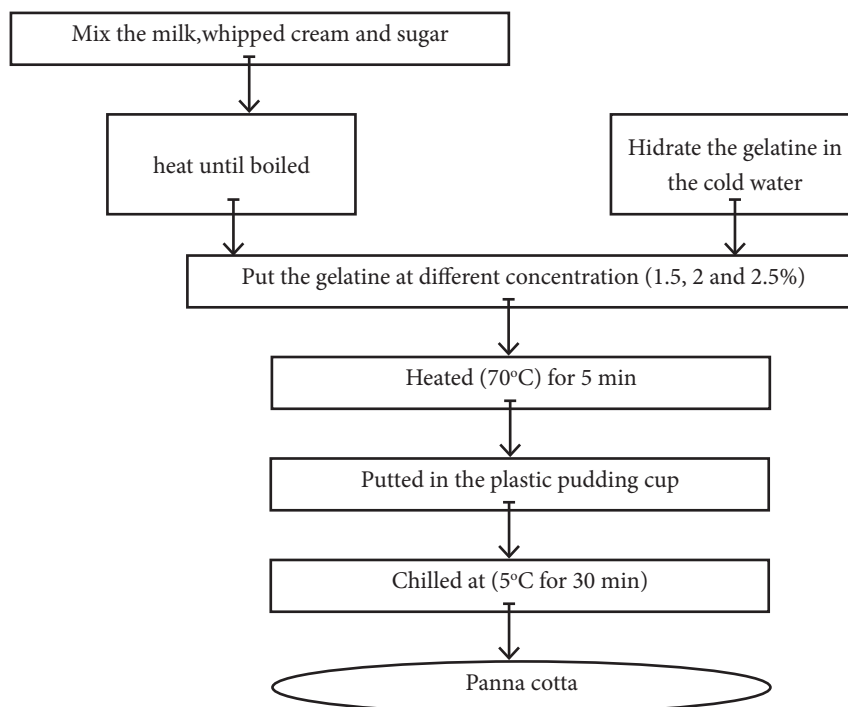 Mix the milk,whipped cream and sugar
heat until boiled
Hidrate the gelatine in
the cold water
Put the gelatine at different concentration (1.5, 2 and 2.5%)
Heated (70°C) for 5 min
Putted in the plastic pudding cup
Chilled at (5°C for 30 min)
Panna cotta